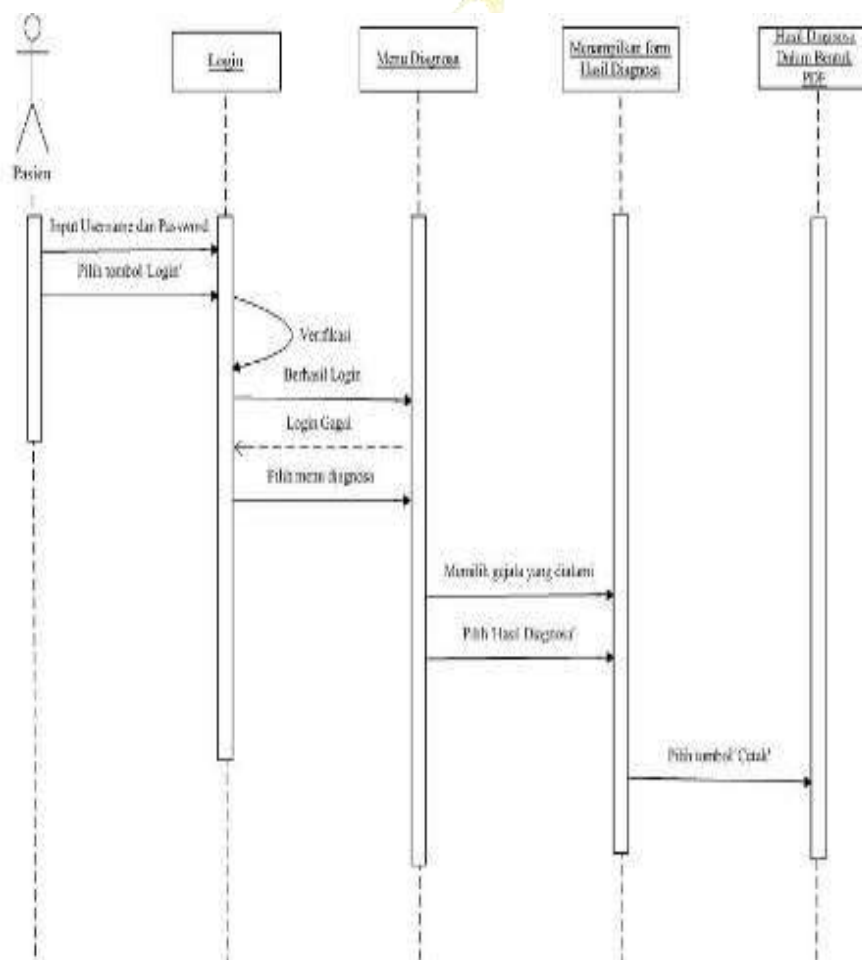 Login
Menu Diagnosa
Menampilkan form
Hasil Diagnosa
Hasil Diagnosa
Dalam Bentuk
PDF
Pasien
Input Username dan Password
Pilih tombol 'Login'
Verifikasi
Berhasil Login
Login Gagal
Pilih menu diagnosa
Memilih gejala yang dialami
Pilih 'Hasil Diagnosa'
Pilih tombol 'Cetak'